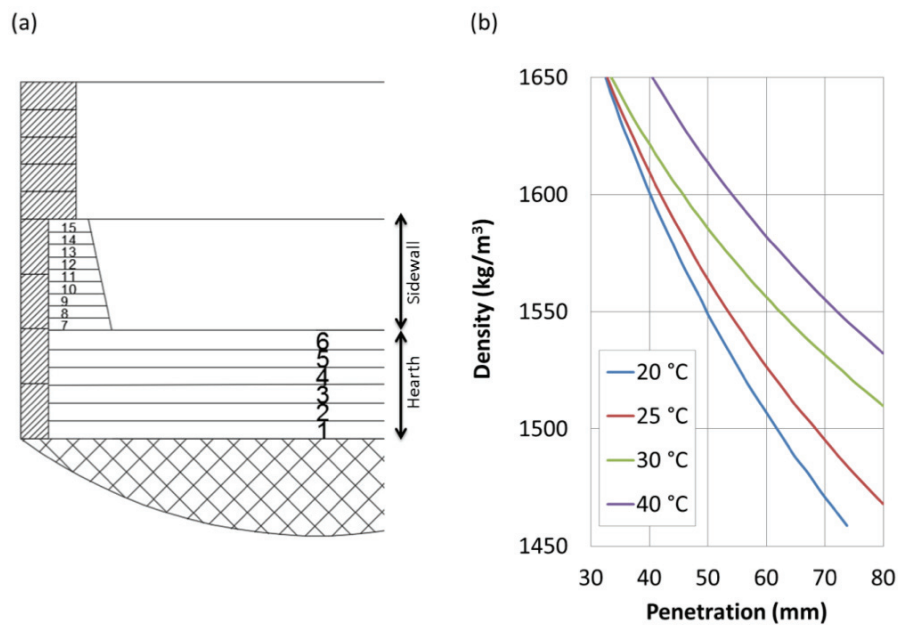 (a)
15
14
13
12
11
10
9
8
7
6
5
4
3
2
1
Sidewall
Hearth
(b)
Density (kg/m³)
1650
1600
1550
1500
1450
20 °C
25 °C
30 °C
40 °C
30 40 50 60 70 80
Penetration (mm)